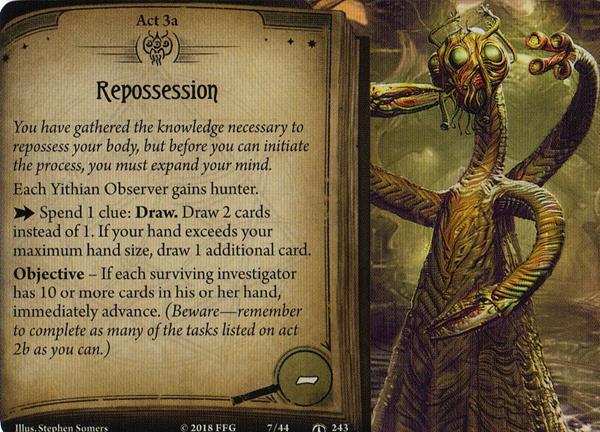 Act 3a
Repossession
You have gathered the knowledge necessary to
repossess your body, but before you can initiate
the process, you must expand your mind.
Each Yithian Observer gains hunter.
Spend 1 clue: Draw. Draw 2 cards
instead of 1. If your hand exceeds your
maximum hand size, draw 1 additional card.
Objective – If each surviving investigator
has 10 or more cards in his or her hand,
immediately advance. (Beware—remember
to complete as many of the tasks listed on act
2b as you can.)
–
Illus. Stephen Somers © 2018 FFG 7/44 243